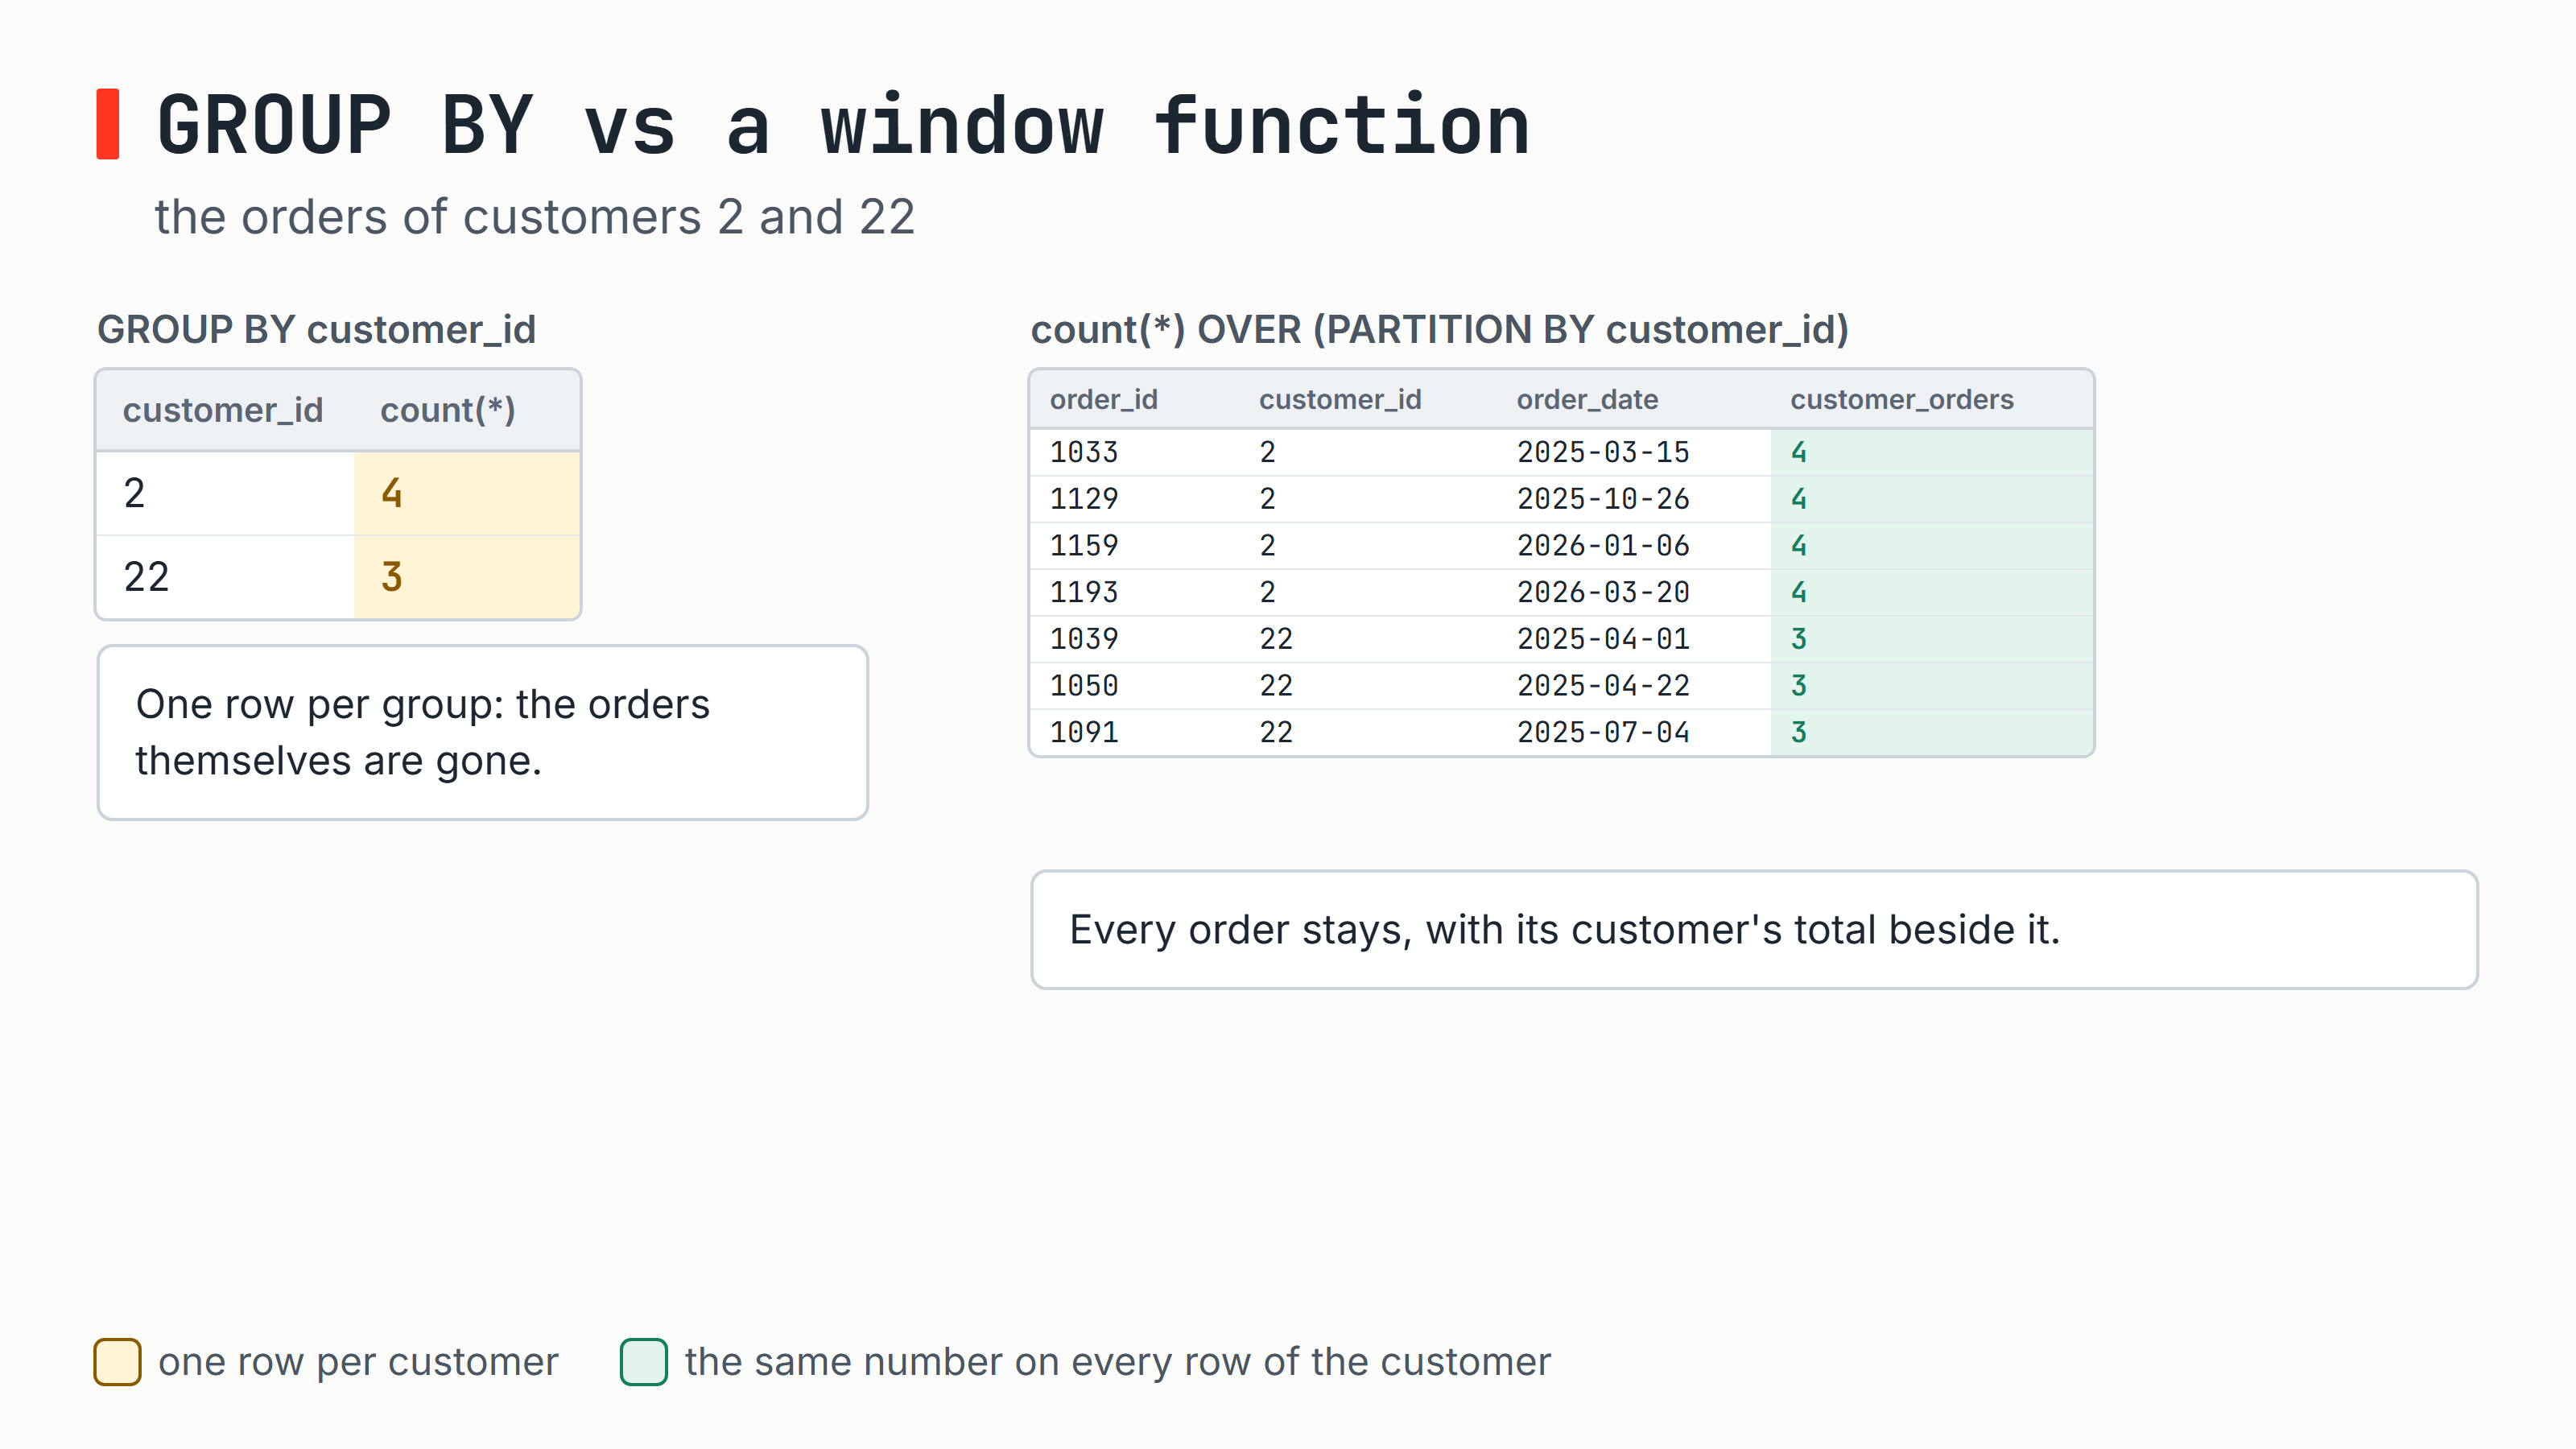 GROUP BY vs a window function
the orders of customers 2 and 22
GROUP BY customer_id
customer_id count(*)
2 4
22 3
One row per group: the orders
themselves are gone.
count(*) OVER (PARTITION BY customer_id)
order_id customer_id order_date customer_orders
1033 2 2025-03-15 4
1129 2 2025-10-26 4
1159 2 2026-01-06 4
1193 2 2026-03-20 4
1039 22 2025-04-01 3
1050 22 2025-04-22 3
1091 22 2025-07-04 3
Every order stays, with its customer's total beside it.
one row per customer
the same number on every row of the customer